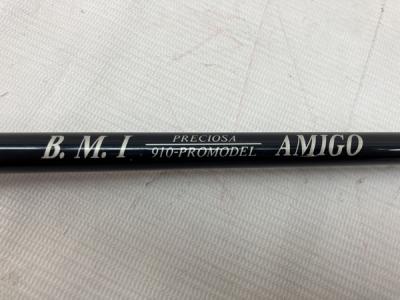 B. M. I PRECIOSA AMIGO
910-PROMODEL